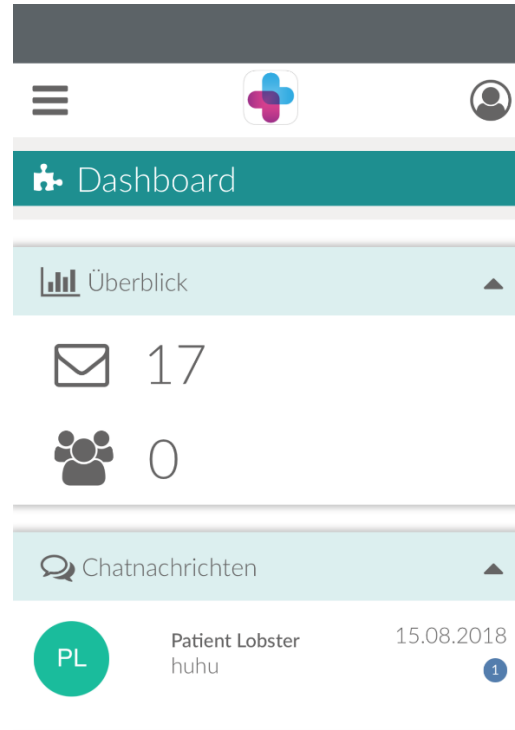 Dashboard
Überblick
17
0
Chatnachrichten
PL
Patient Lobster
15.08.2018
huhu
1